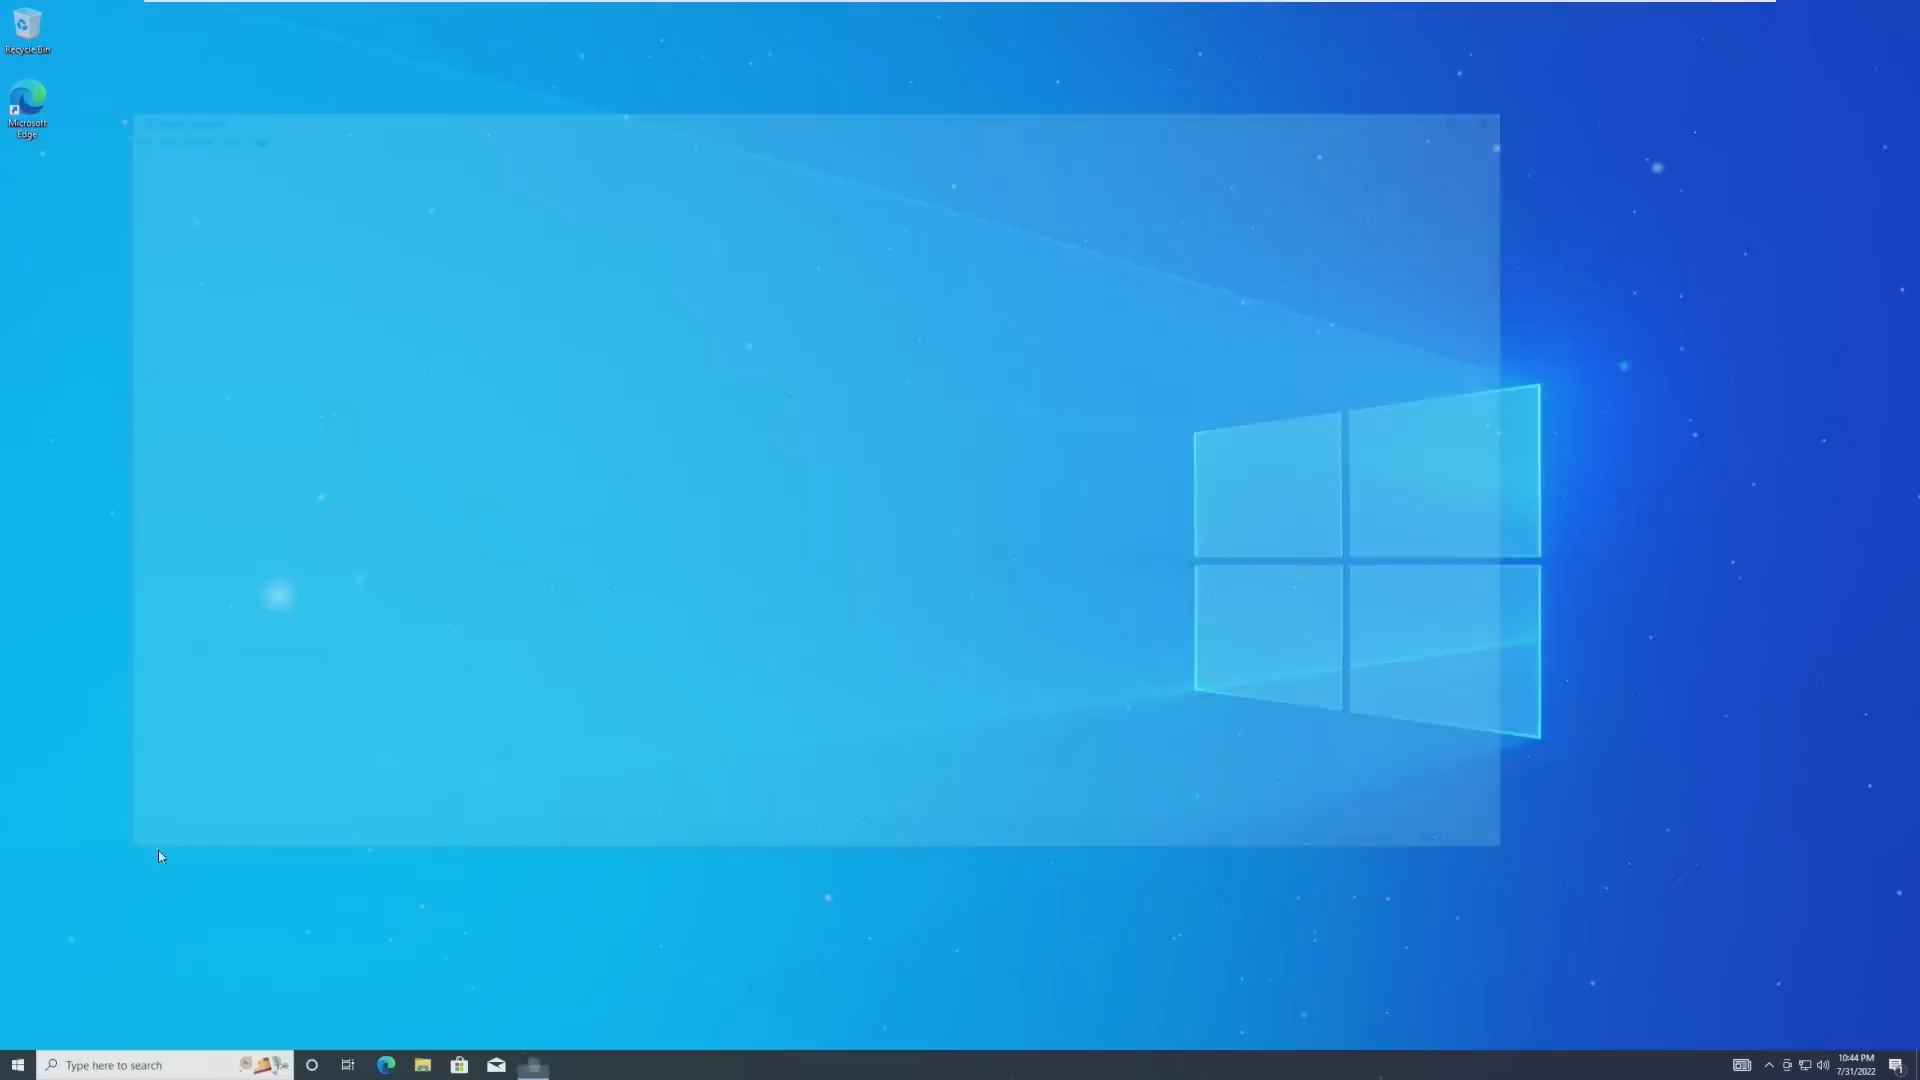 Recycle Bin
Microsoft
Edge
Type here to search
10:44 PM
7/31/2022